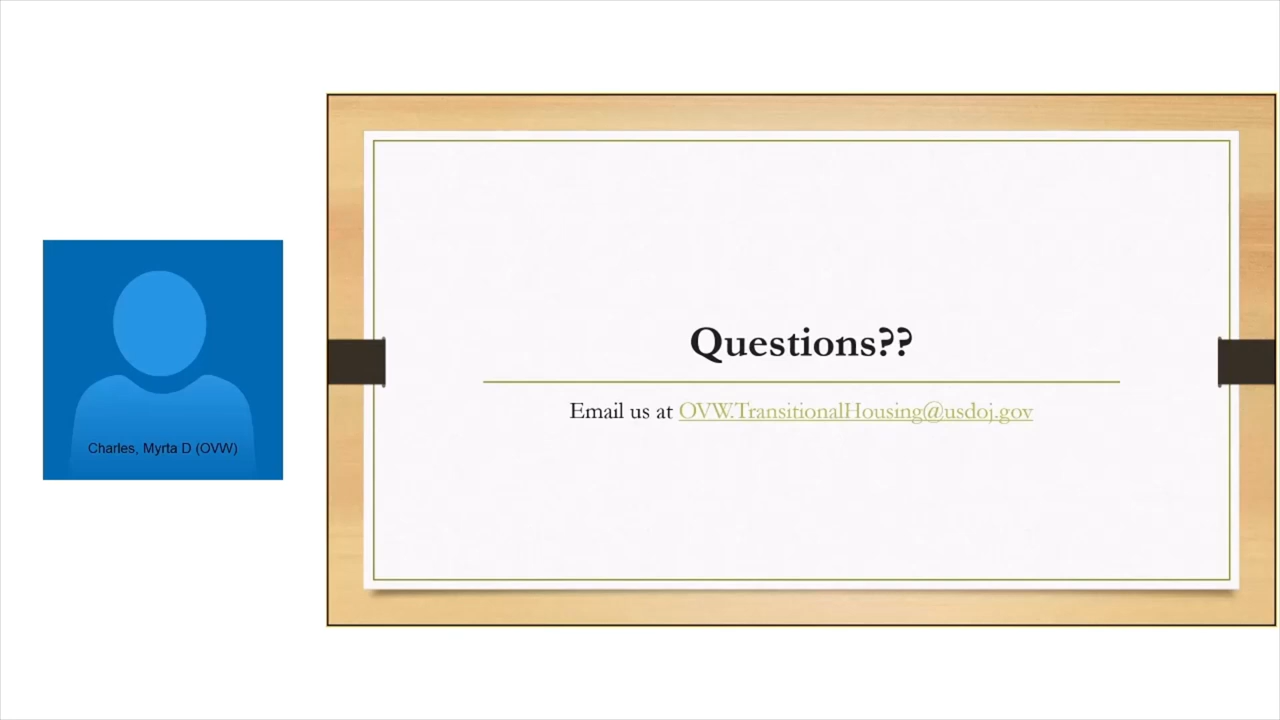 Charles, Myrta D (OVW)
Questions??
Email us at OVW.TransitionalHousing@usdoj.gov